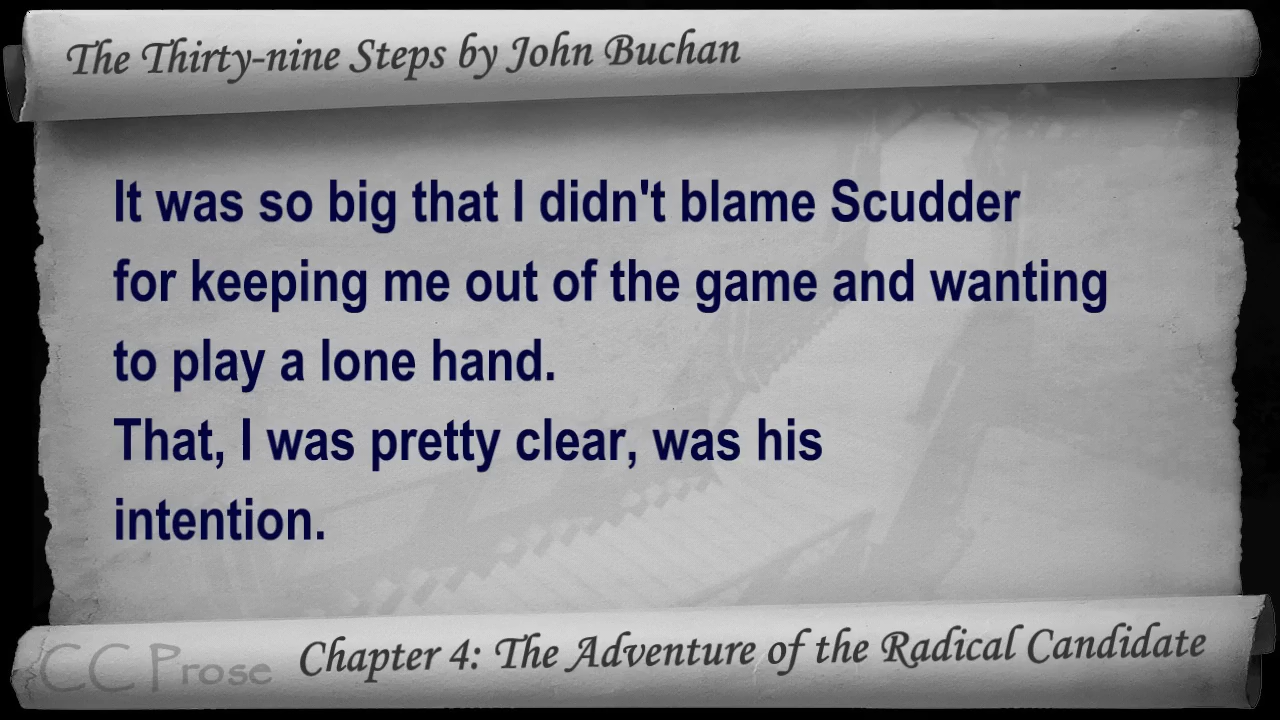 The Thirty-nine Steps by John Buchan
It was so big that I didn't blame Scudder
for keeping me out of the game and wanting
to play a lone hand.
That, I was pretty clear, was his
intention.
CC Prose
Chapter 4: The Adventure of the Radical Candidate